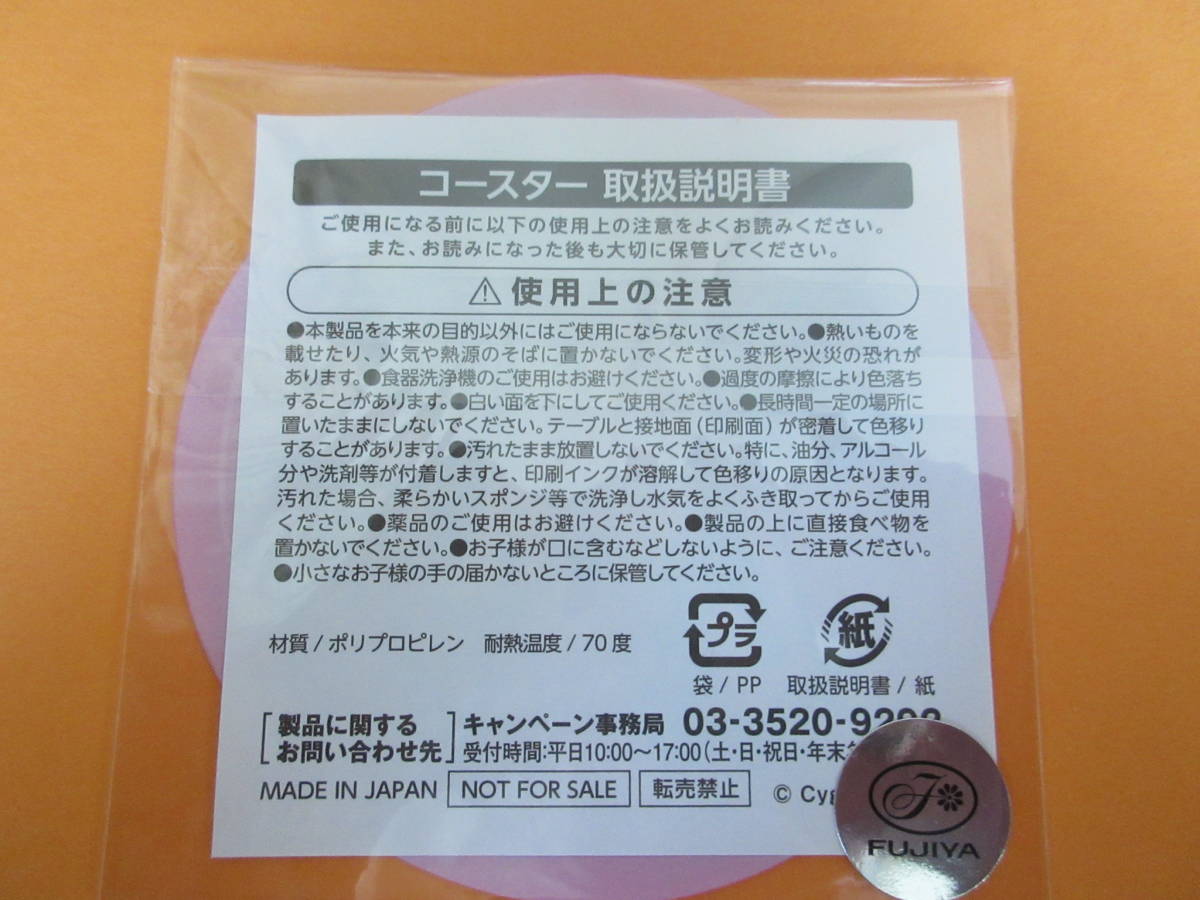 コースター 取扱説明書
ご使用になる前に以下の使用上の注意をよくお読みください。
また、お読みになった後も大切に保管してください。
⚠使用上の注意
●本製品を本来の目的以外にはご使用にならないでください。●熱いものを
載せたり、火気や熱源のそばに置かないでください。変形や火災の恐れが
あります。●食器洗浄機のご使用はお避けください。●過度の摩擦により色落ち
することがあります。●白い面を下にしてご使用ください。●長時間一定の場所に
置いたままにしないでください。テーブルと接地面(印刷面)が密着して色移り
することがあります。●汚れたまま放置しないでください。特に、油分、アルコール
分や洗剤等が付着しますと、印刷インクが溶解して色移りの原因となります。
汚れた場合、柔らかいスポンジ等で洗浄し水気をよくふき取ってからご使用
ください。●薬品のご使用はお避けください。●製品の上に直接食べ物を
置かないでください。●お子様が口に含むなどしないように、ご注意ください。
●小さなお子様の手の届かないところに保管してください。
材質/ポリプロピレン 耐熱温度/70度
プラ 紙
袋/PP 取扱説明書/紙
製品に関する
お問い合わせ先
キャンペーン事務局 03-3520-
受付時間:平日10:00〜17:00(土・日・祝日・年末
MADE IN JAPAN NOT FOR SALE 転売禁止 © Cyg
F
FUJIYA